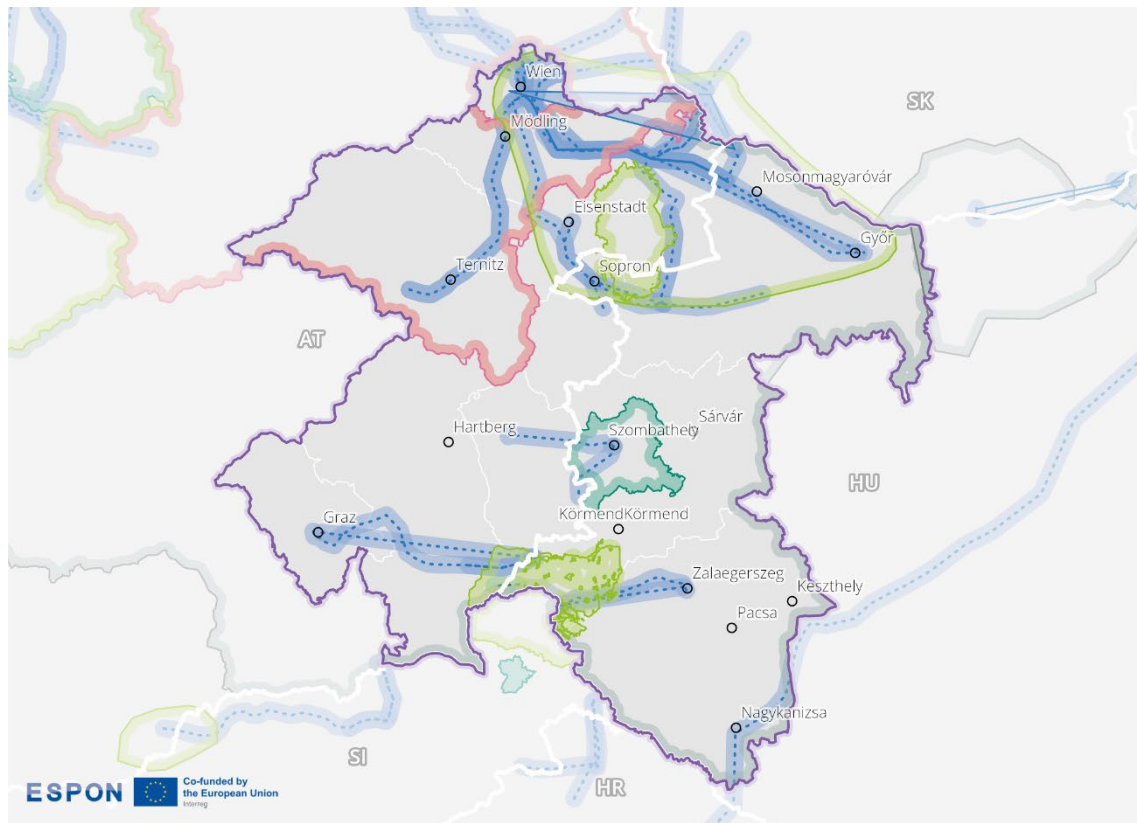 Wien
SK
Mödling
Mosonmagyaróvár
Eisenstadt
Győr
Ternitz
Sopron
AT
Sárvár
Hartberg
Szombathely
HU
KörmendKörmend
Graz
Zalaegerszeg
Keszthely
Pacsa
Nagykanizsa
SI
HR
ESPON
Co-funded by
the European Union
Interreg